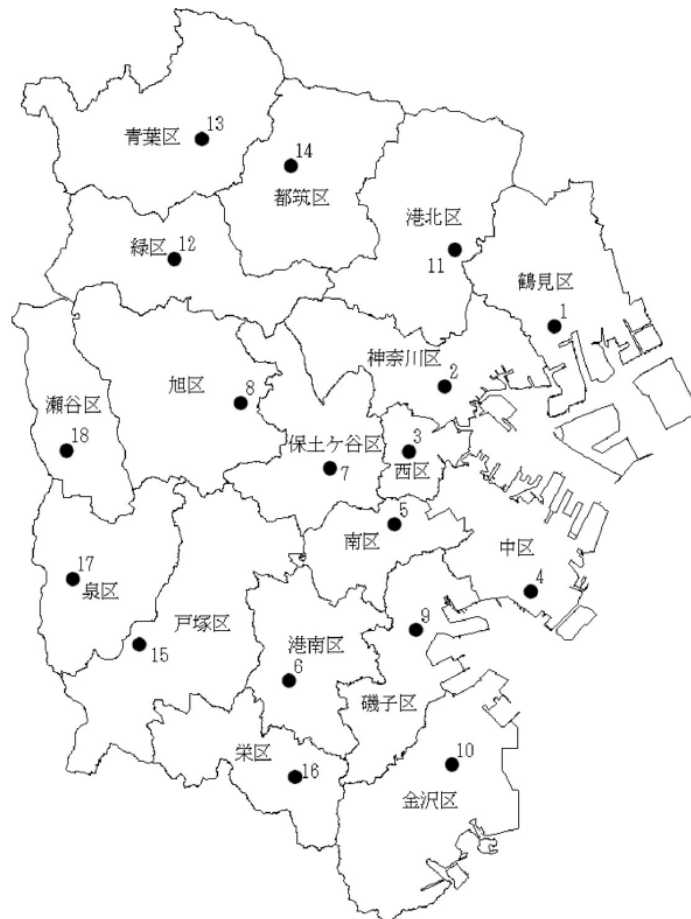 13
青葉区
14
都筑区
港北区
11
緑区
12
鶴見区
1
神奈川区
2
旭区
8
瀬谷区
18
保土ケ谷区
7
3
西区
5
南区
中区
4
17
泉区
戸塚区
15
港南区
6
9
磯子区
栄区
16
10
金沢区